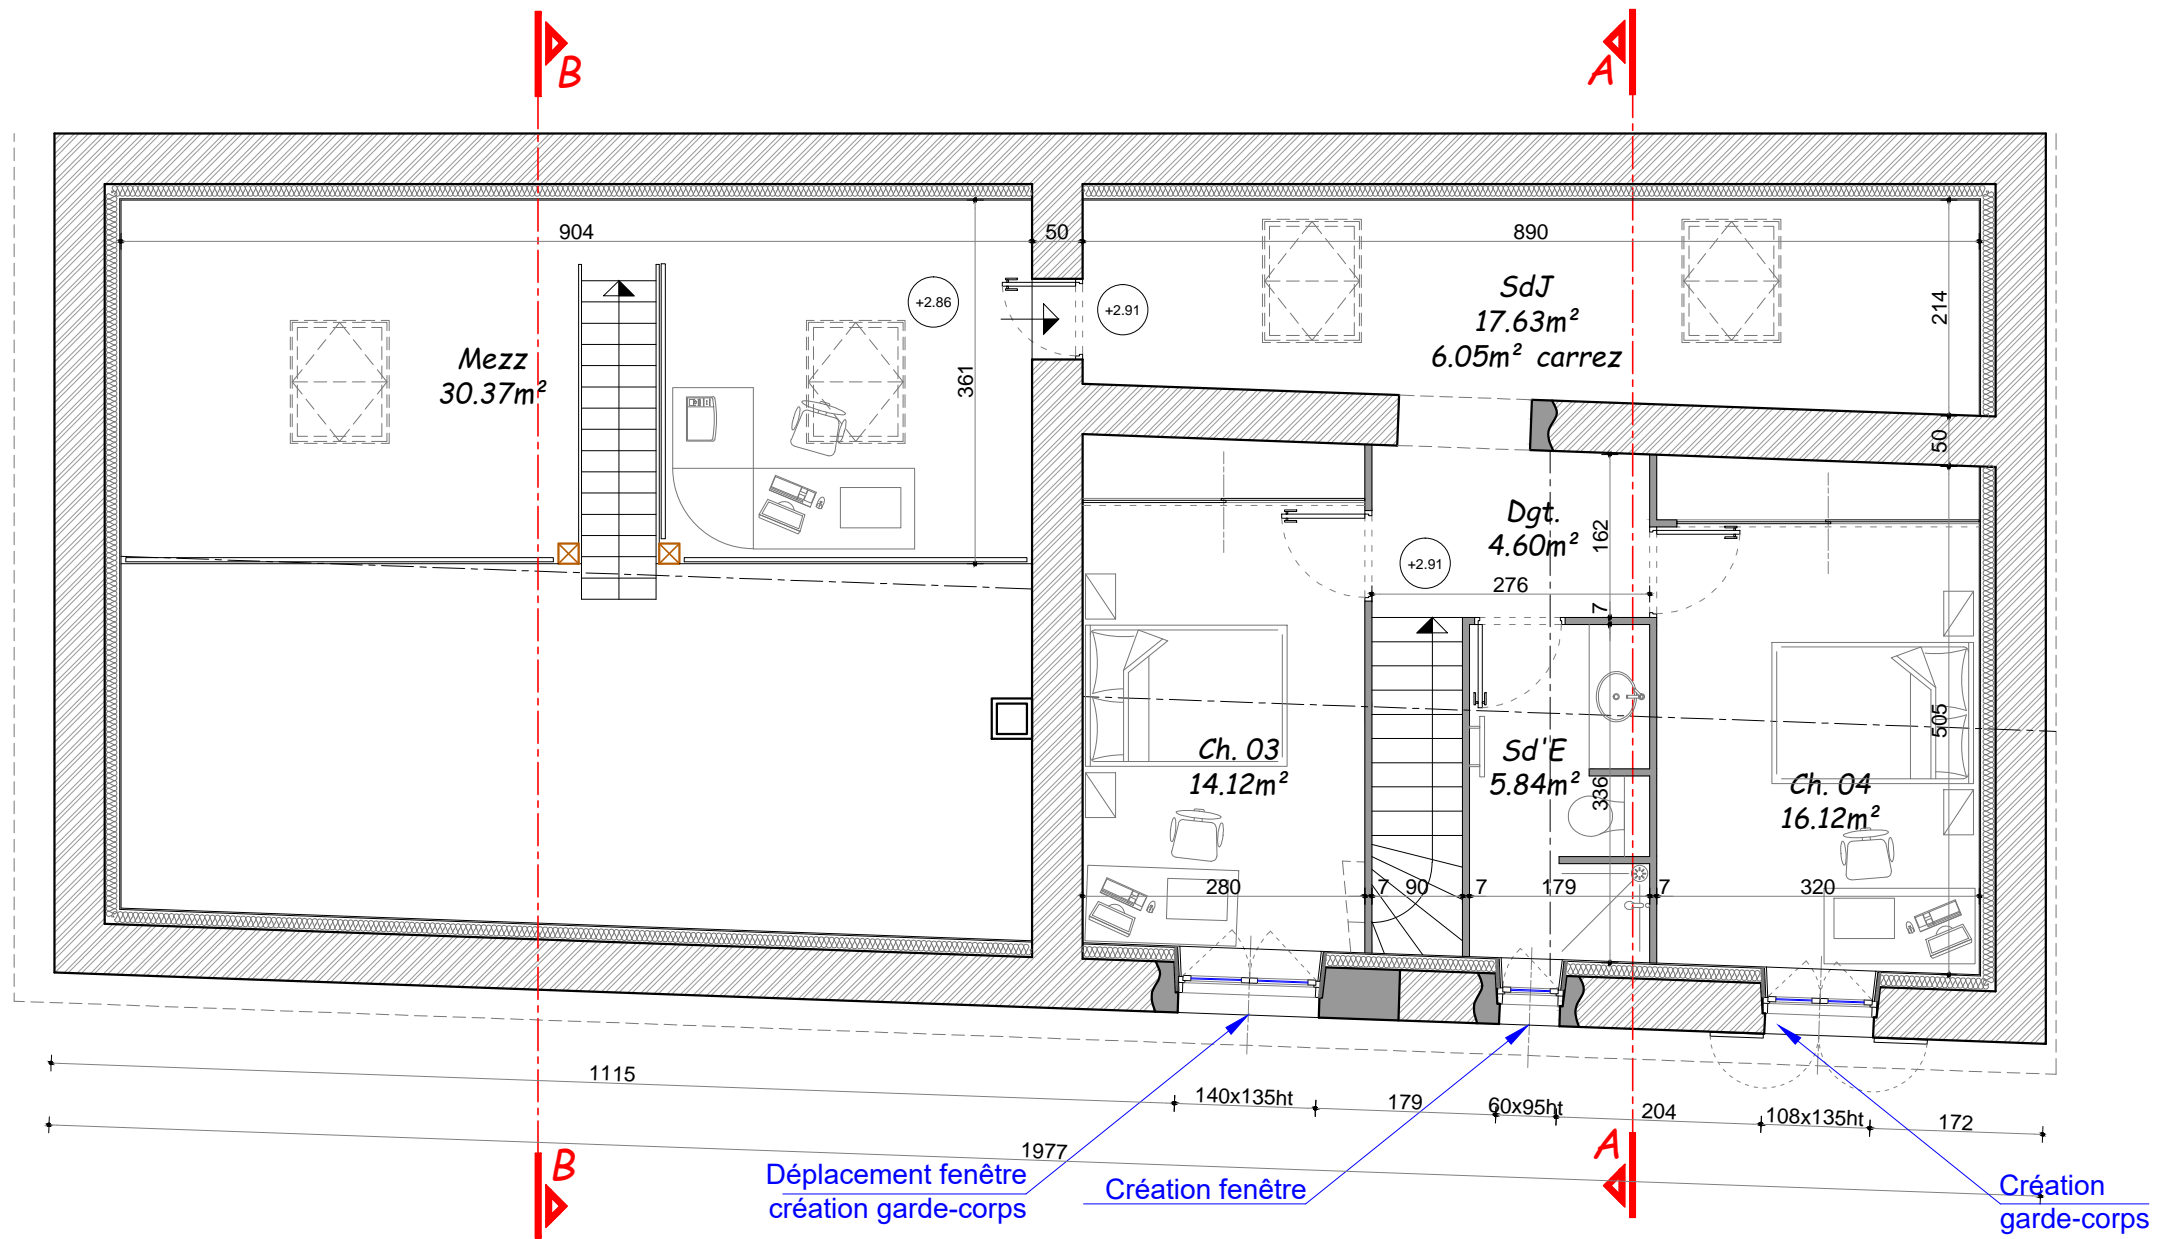 B
A
904
50
890
SdJ
17.63m²
6.05m² carrez
+2.86
+2.91
214
Mezz
30.37m²
361
50
Dgt.
4.60m²
162
+2.91
276
7
Ch. 03
14.12m²
Sd'E
5.84m²
336
505
Ch. 04
16.12m²
280
7
90
7
179
7
320
1115
140x135ht
179
60x95ht
204
108x135ht
172
1977
B
A
Déplacement fenêtre
création garde-corps
Création fenêtre
Création
garde-corps